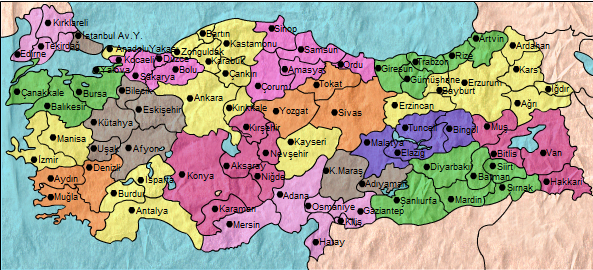 Kırklareli
Edirne
Tekirdağ
İstanbul Av.Y.
Anadolu Yakası
Kocaeli
Yalova
Sakarya
Düzce
Bolu
Zonguldak
Bartın
Karabük
Kastamonu
Çankırı
Sinop
Samsun
Çorum
Amasya
Ordu
Tokat
Giresun
Trabzon
Gümüşhane
Rize
Artvin
Ardahan
Kars
Iğdır
Ağrı
Erzurum
Bayburt
Erzincan
Çanakkale
Balıkesir
Bursa
Bilecik
Eskişehir
Kütahya
Ankara
Kırıkkale
Kırşehir
Yozgat
Sivas
Manisa
İzmir
Uşak
Afyon
Aydın
Denizli
Muğla
Burdur
Isparta
Antalya
Konya
Aksaray
Nevşehir
Kayseri
Niğde
Karaman
Mersin
Adana
Osmaniye
Hatay
K.Maraş
Kilis
Gaziantep
Adıyaman
Malatya
Elazığ
Tunceli
Bingöl
Muş
Bitlis
Van
Hakkari
Şırnak
Siirt
Batman
Diyarbakır
Mardin
Şanlıurfa